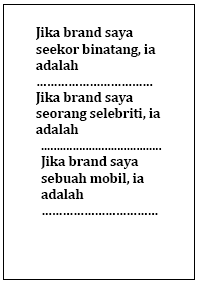 Jika brand saya
seekor binatang, ia
adalah
……………………………
Jika brand saya
seorang selebriti, ia
adalah
......................................
Jika brand saya
sebuah mobil, ia
adalah
……………………………